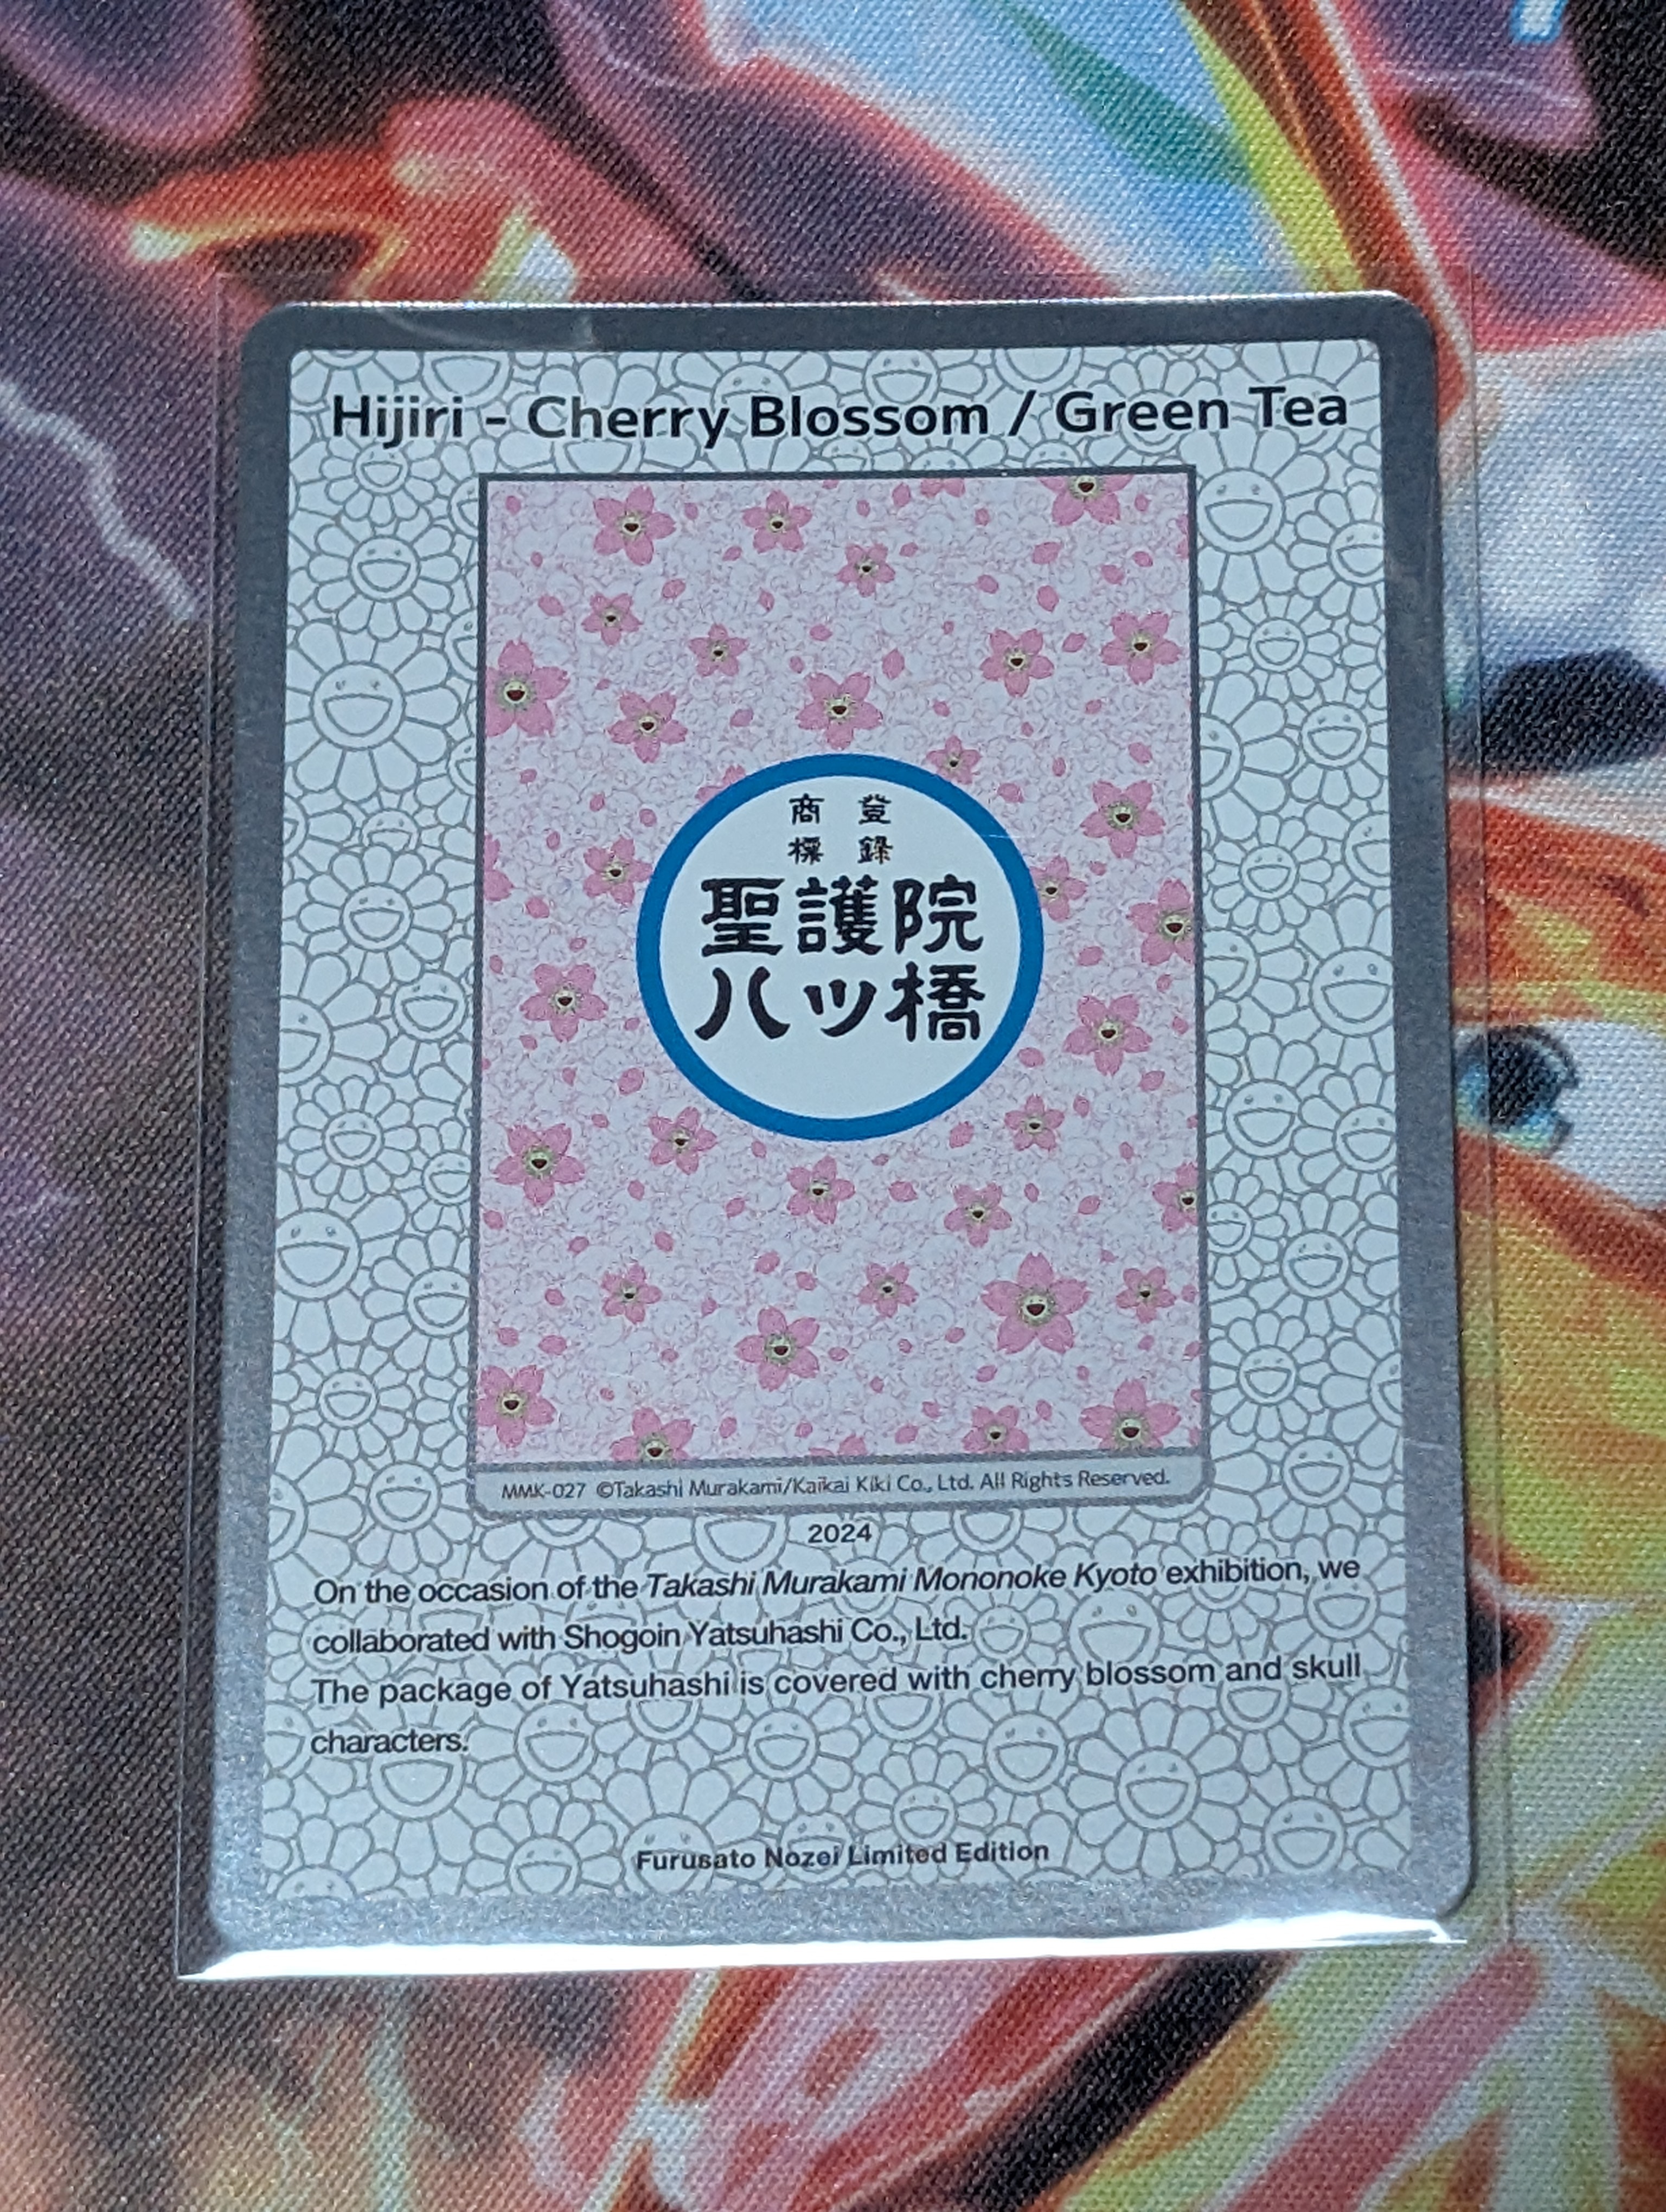 Hijiri - Cherry Blossom / Green Tea
登録
商標
聖護院
八ツ橋
MMK-027 ©Takashi Murakami/Kaikai Kiki Co., Ltd. All Rights Reserved.
2024
On the occasion of the Takashi Murakami Mononoke Kyoto exhibition, we
collaborated with Shogoin Yatsuhashi Co., Ltd.
The package of Yatsuhashi is covered with cherry blossom and skull
characters.
Furusato Nozei Limited Edition